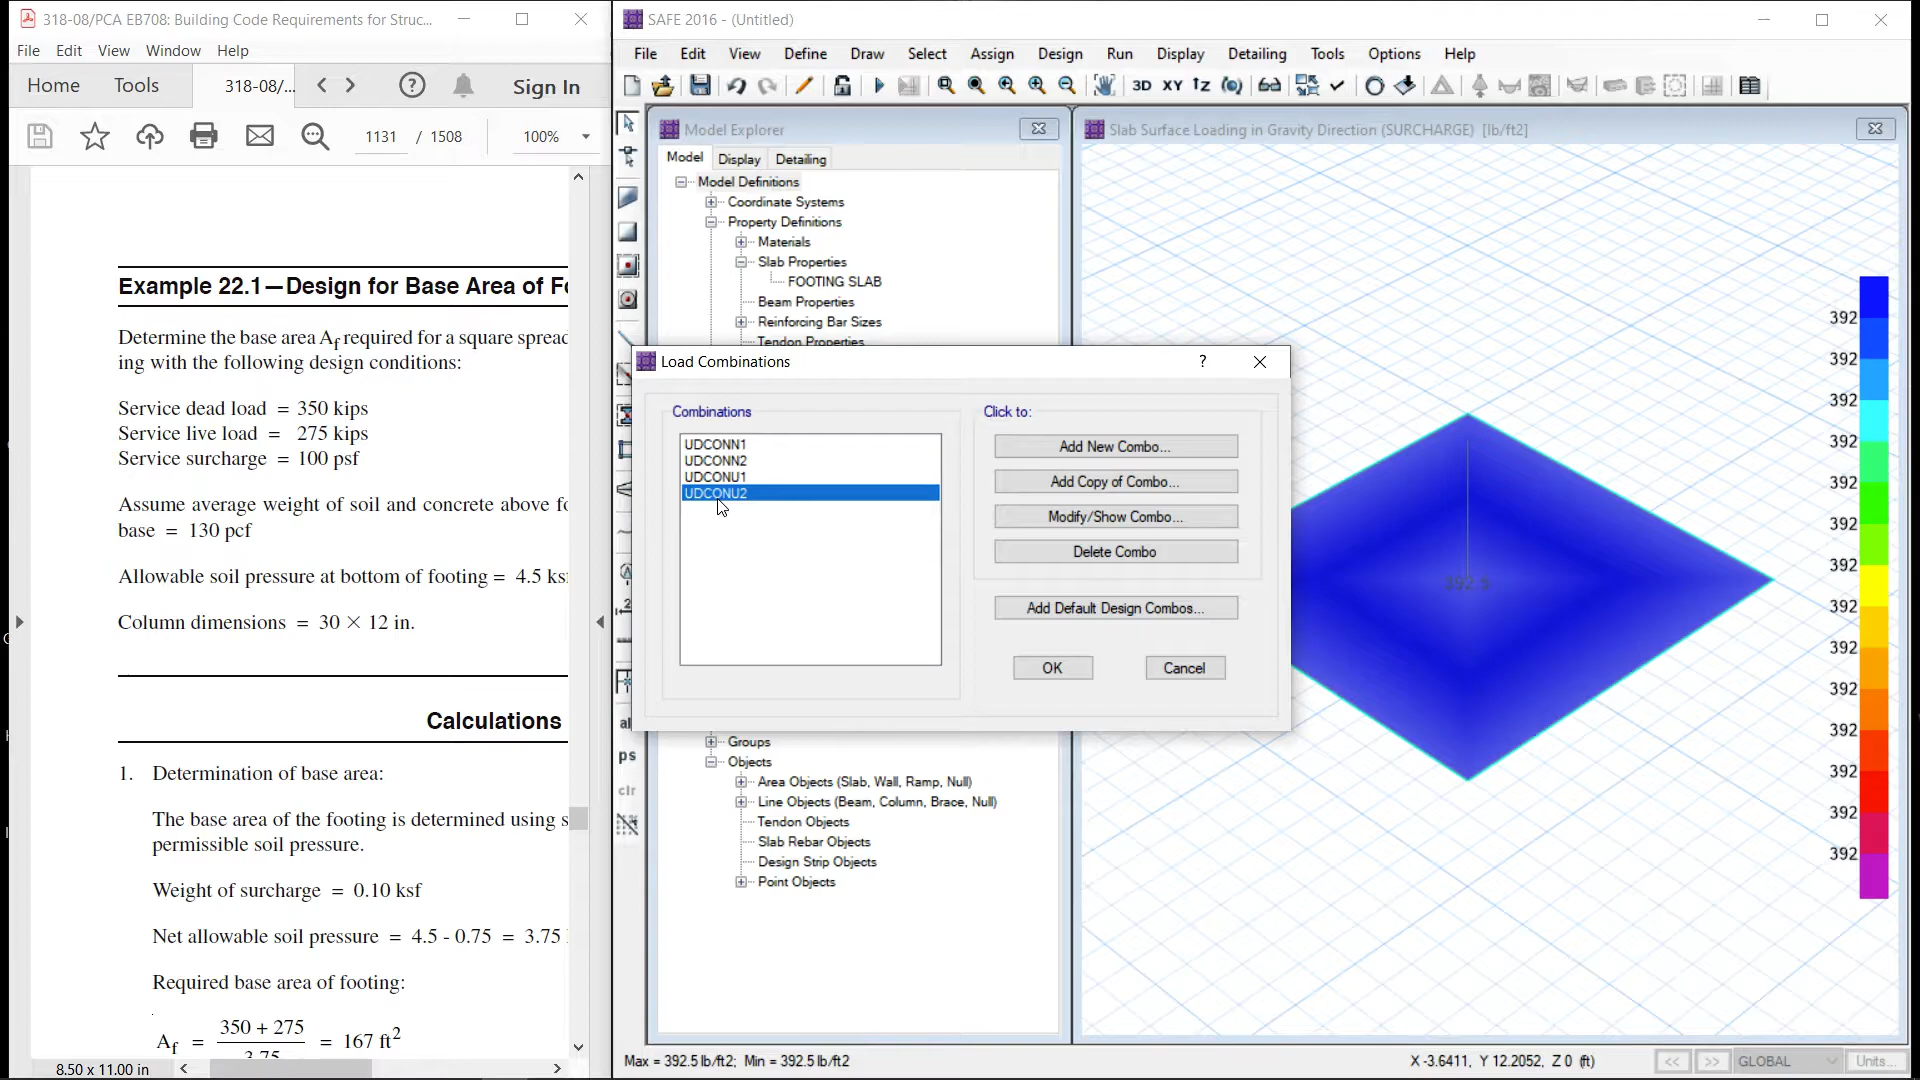 318-08/PCA EB708: Building Code Requirements for Struc...
File Edit View Window Help
Home Tools 318-08/... Sign In
1131 / 1508 100%
Example 22.1—Design for Base Area of Fo
Determine the base area Af required for a square spread
ing with the following design conditions:
Service dead load = 350 kips
Service live load = 275 kips
Service surcharge = 100 psf
Assume average weight of soil and concrete above fo
base = 130 pcf
Allowable soil pressure at bottom of footing = 4.5 ksf
Column dimensions = 30 × 12 in.
Calculations
1. Determination of base area:
The base area of the footing is determined using s
permissible soil pressure.
Weight of surcharge = 0.10 ksf
Net allowable soil pressure = 4.5 - 0.75 = 3.75
Required base area of footing:
Af = 350 + 275 / 3.75 = 167 ft2
8.50 x 11.00 in
SAFE 2016 - (Untitled)
File Edit View Define Draw Select Assign Design Run Display Detailing Tools Options Help
3D XY
Model Explorer
Model Display Detailing
Model Definitions
Coordinate Systems
Property Definitions
Materials
Slab Properties
FOOTING SLAB
Beam Properties
Reinforcing Bar Sizes
Tendon Properties
Load Combinations
?
Combinations
UDCONN1
UDCONN2
UDCONU1
UDCONU2
Click to:
Add New Combo...
Add Copy of Combo...
Modify/Show Combo...
Delete Combo
Add Default Design Combos...
OK Cancel
ps
clr
Groups
Objects
Area Objects (Slab, Wall, Ramp, Null)
Line Objects (Beam, Column, Brace, Null)
Tendon Objects
Slab Rebar Objects
Design Strip Objects
Point Objects
Slab Surface Loading in Gravity Direction (SURCHARGE) [lb/ft2]
392.5
392
392
392
392
392
392
392
392
392
392
392
392
392
392
Max = 392.5 lb/ft2; Min = 392.5 lb/ft2
X -3.6411, Y 12.2052, Z 0 (ft) << >> GLOBAL Units...